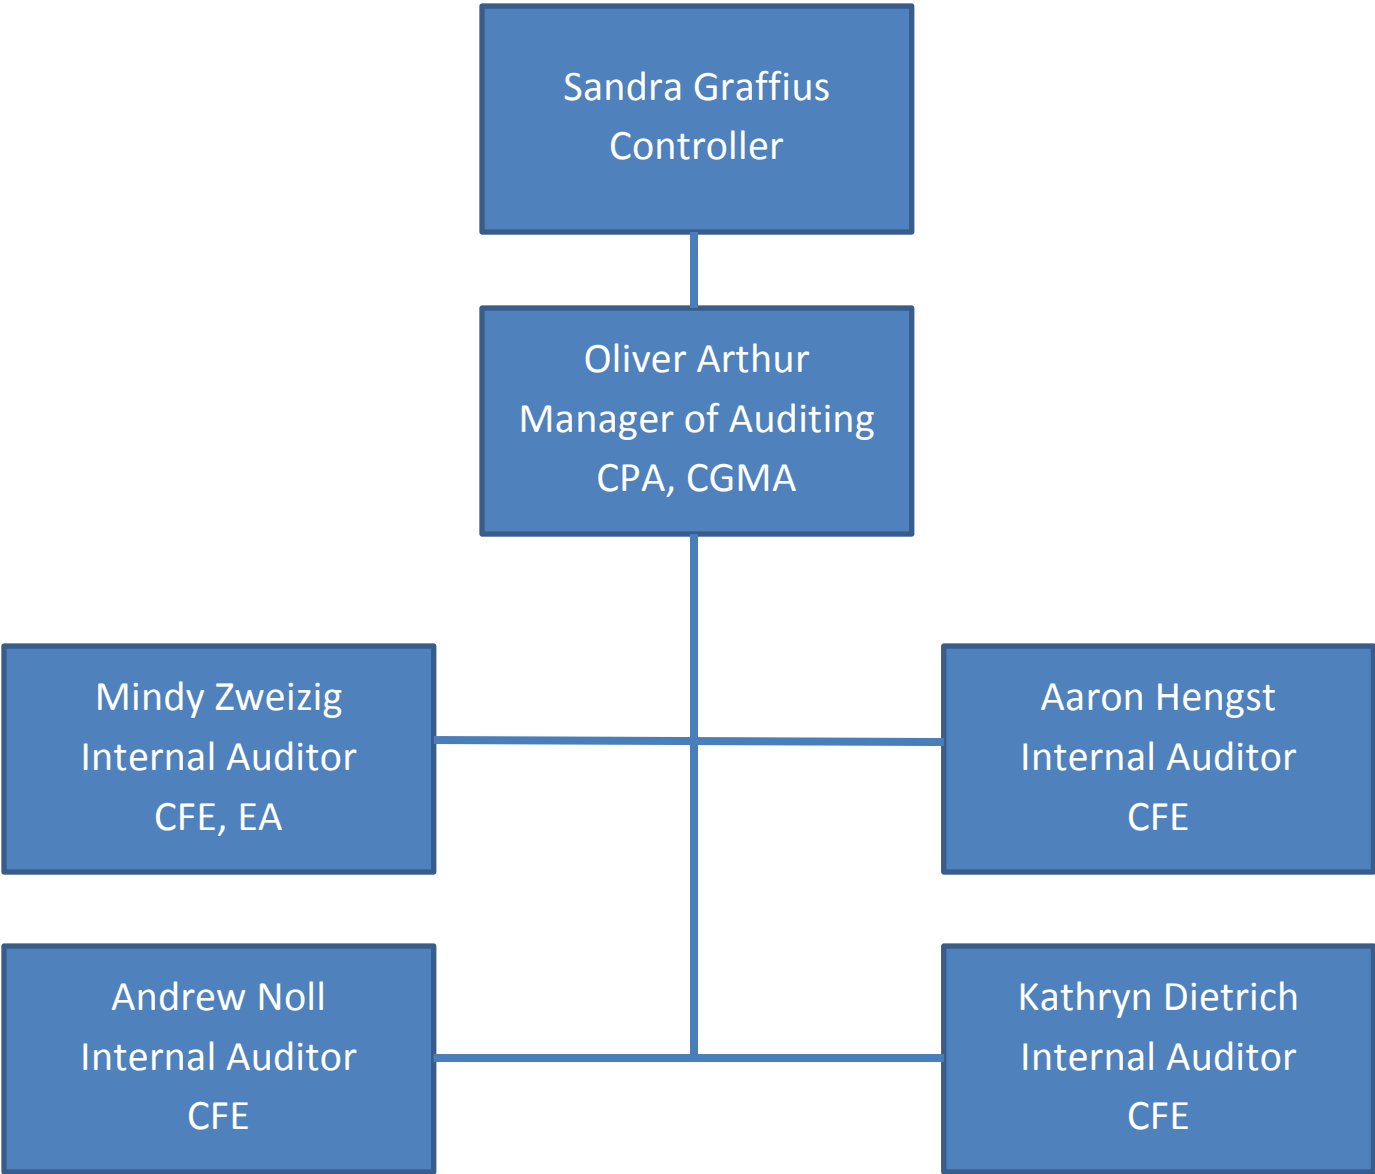 Sandra Graffius
Controller
Oliver Arthur
Manager of Auditing
CPA, CGMA
Mindy Zweizig
Internal Auditor
CFE, EA
Aaron Hengst
Internal Auditor
CFE
Andrew Noll
Internal Auditor
CFE
Kathryn Dietrich
Internal Auditor
CFE